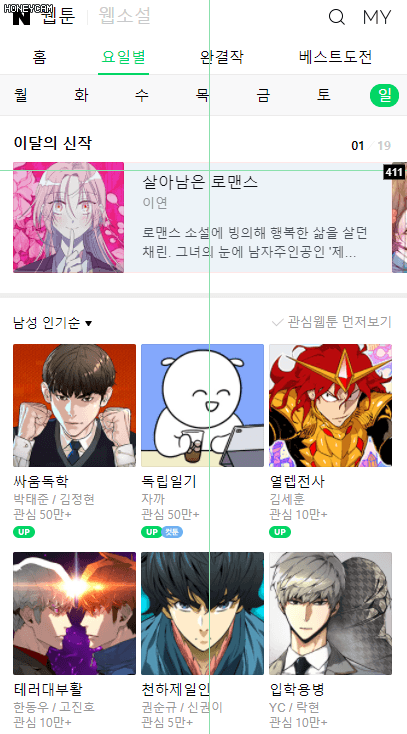 HONEYCAM
N 웹툰 웹소설 MY
홈 요일별 완결작 베스트도전
월 화 수 목 금 토 일
이달의 신작 01 19
411
살아남은 로맨스
이연
로맨스 소설에 빙의해 행복한 삶을 살던
채린. 그녀의 눈에 남자주인공인 '제...
남성 인기순 ▼ 관심웹툰 먼저보기
싸움독학 독립일기 열렙전사
박태준 / 김정현 자까 김세훈
관심 50만+ 관심 50만+ 관심 10만+
UP UP 컷툰 UP
테러대부활 천하제일인 입학용병
한동우 / 고진호 권순규 / 신권이 YC / 락현
관심 10만+ 관심 5만+ 관심 10만+